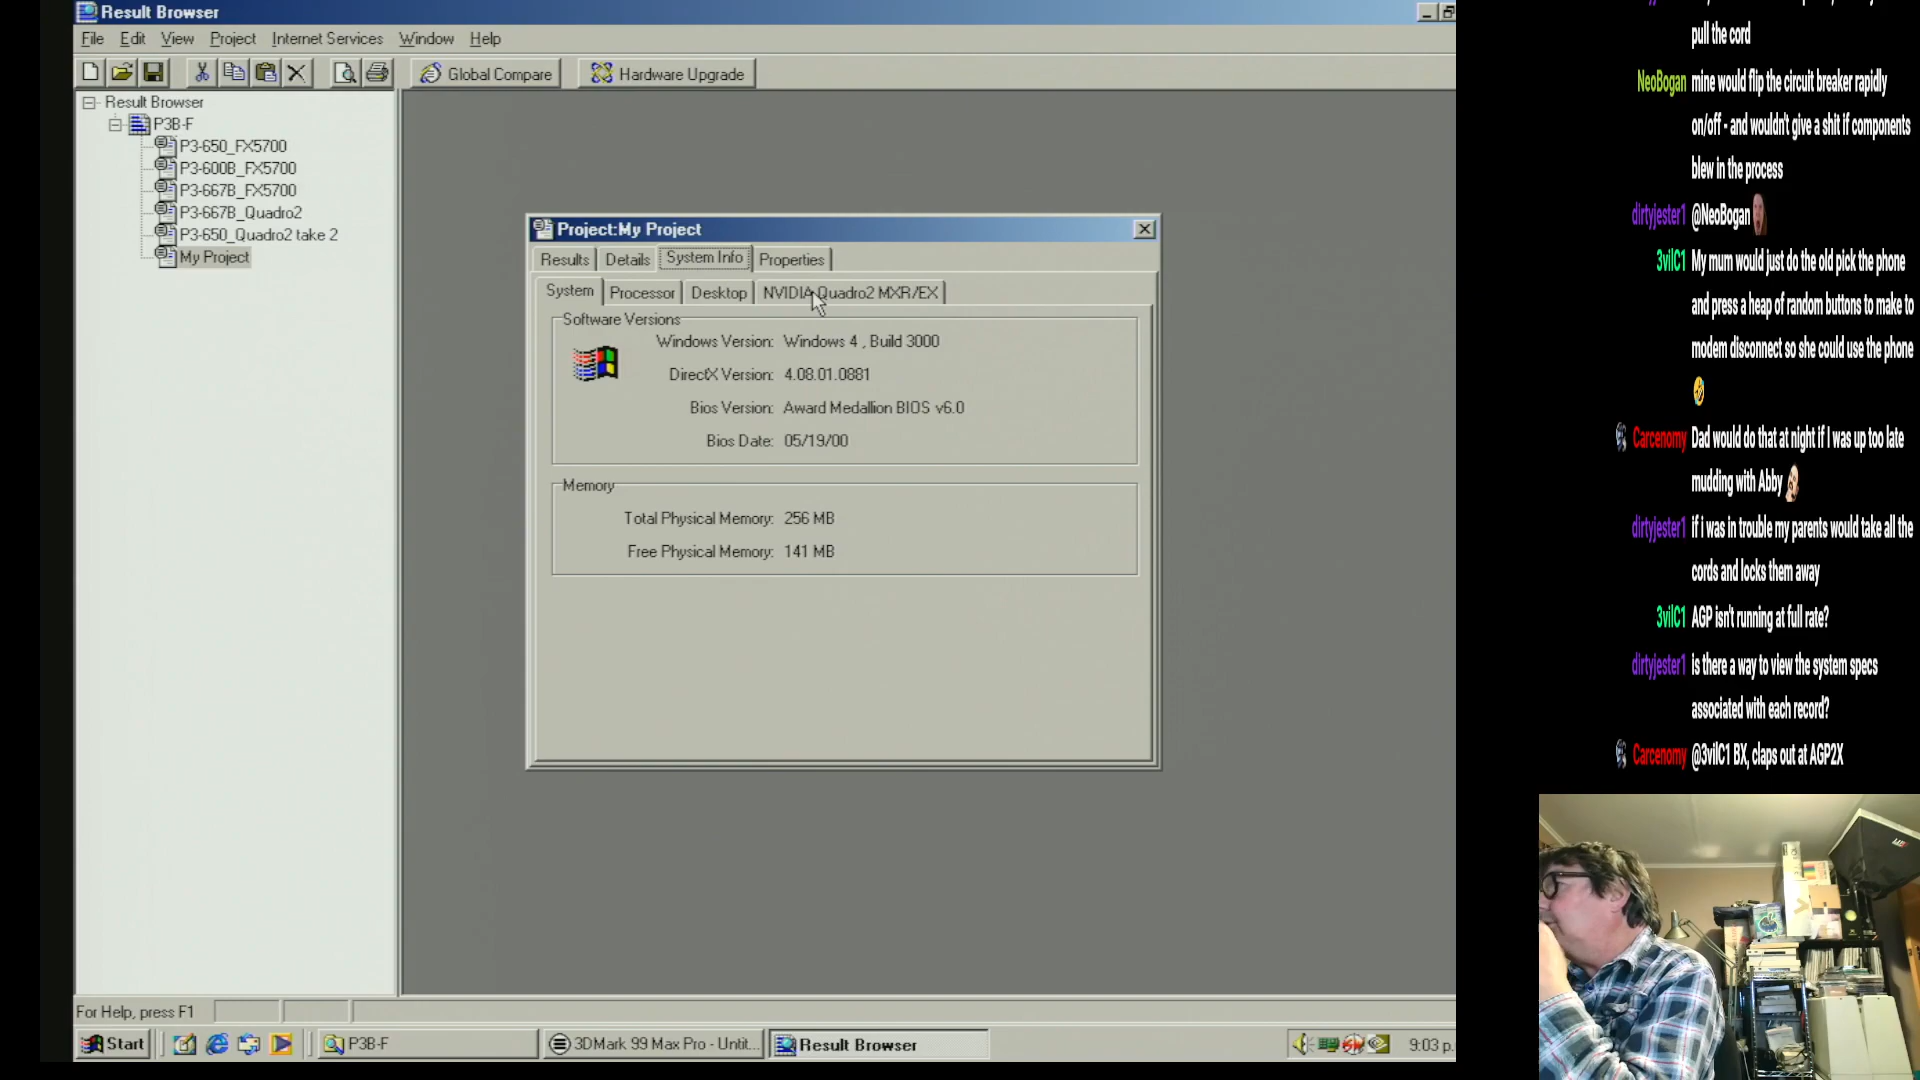 Result Browser
File Edit View Project Internet Services Window Help
Global Compare
Hardware Upgrade
Result Browser
P3B-F
P3-650_FX5700
P3-600B_FX5700
P3-667B_FX5700
P3-667B_Quadro2
P3-650_Quadro2 take 2
My Project
Project:My Project
Results Details System Info Properties
System Processor Desktop NVIDIA Quadro2 MXR/EX
Software Versions
Windows Version: Windows 4 , Build 3000
DirectX Version: 4.08.01.0881
Bios Version: Award Medallion BIOS v6.0
Bios Date: 05/19/00
Memory
Total Physical Memory: 256 MB
Free Physical Memory: 141 MB
For Help, press F1
Start
P3B-F
3DMark 99 Max Pro - Untit...
Result Browser
9:03 p.
pull the cord
NeoBogan mine would flip the circuit breaker rapidly
on/off - and wouldn't give a shit if components
blew in the process
dirtyjester1 @NeoBogan
3vilC1 My mum would just do the old pick the phone
and press a heap of random buttons to make to
modem disconnect so she could use the phone
Carcenomy Dad would do that at night if I was up too late
mudding with Abby
dirtyjester1 if i was in trouble my parents would take all the
cords and locks them away
3vilC1 AGP isn't running at full rate?
dirtyjester1 is there a way to view the system specs
associated with each record?
Carcenomy @3vilC1 BX, claps out at AGP2X